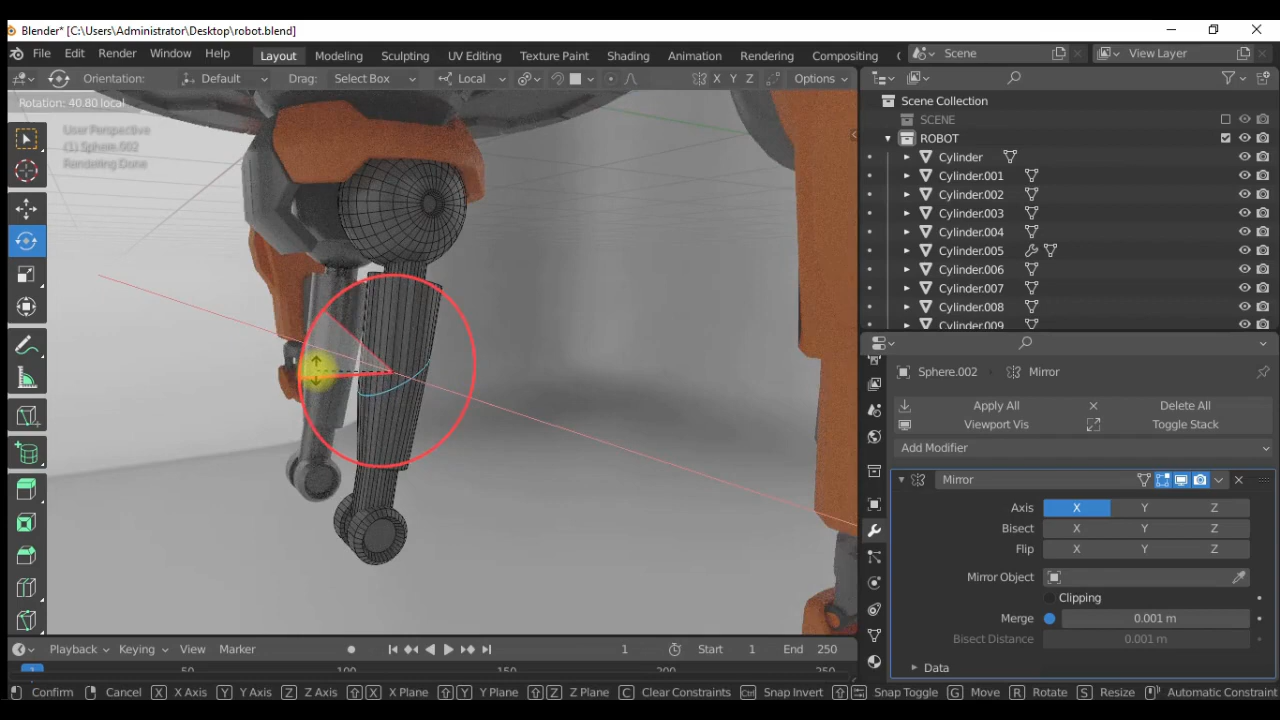 Blender* [C:\Users\Administrator\Desktop\robot.blend]
File Edit Render Window Help Layout Modeling Sculpting UV Editing Texture Paint Shading Animation Rendering Compositing Scene View Layer
Orientation: Default Drag: Select Box Local X Y Z Options
Rotation: 40.80 local
User Perspective
(1) Sphere.002
Rendering Done
Scene Collection
SCENE
ROBOT
Cylinder
Cylinder.001
Cylinder.002
Cylinder.003
Cylinder.004
Cylinder.005
Cylinder.006
Cylinder.007
Cylinder.008
Cylinder.009
Sphere.002 Mirror
Apply All Delete All
Viewport Vis Toggle Stack
Add Modifier
Mirror
Axis X Y Z
Bisect X Y Z
Flip X Y Z
Mirror Object
Clipping
Merge 0.001 m
Bisect Distance 0.001 m
Data
Playback Keying View Marker 1 Start 1 End 250
1 50 100 150 200 250
Confirm Cancel X X Axis Y Y Axis Z Z Axis X X Plane Y Y Plane Z Z Plane C Clear Constraints Ctrl Snap Invert Snap Toggle G Move R Rotate S Resize Automatic Constraint